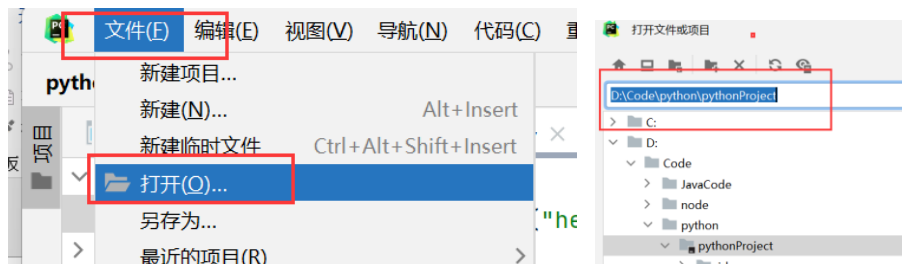 文件(F) 编辑(E) 视图(V) 导航(N) 代码(C)
pytho
项目
新建项目...
新建(N)... Alt+Insert
新建临时文件 Ctrl+Alt+Shift+Insert
打开(O)...
另存为...
最近的项目(R)
"he
打开文件或项目
D:\Code\python\pythonProject
C:
D:
Code
JavaCode
node
python
pythonProject